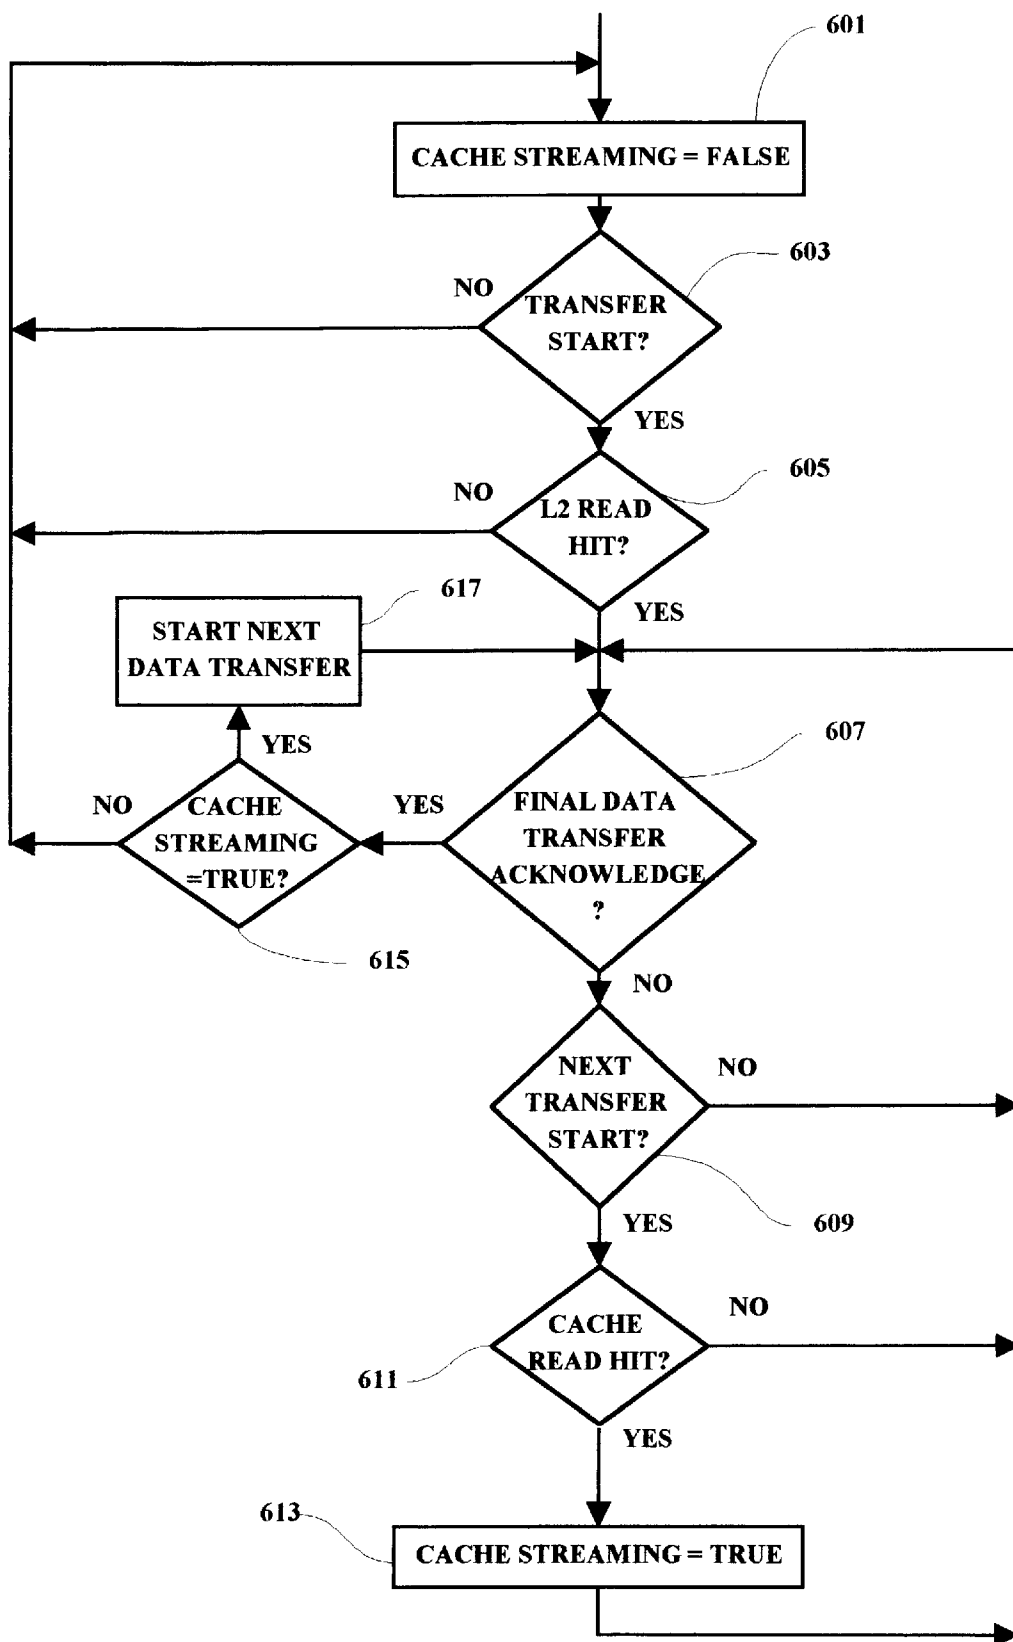 601
CACHE STREAMING = FALSE
603
NO
TRANSFER
START?
YES
605
NO
L2 READ
HIT?
617
YES
START NEXT
DATA TRANSFER
607
YES
NO
CACHE
STREAMING
=TRUE?
YES
FINAL DATA
TRANSFER
ACKNOWLEDGE
?
615
NO
NEXT
TRANSFER
START?
NO
YES
609
CACHE
READ HIT?
NO
611
YES
613
CACHE STREAMING = TRUE